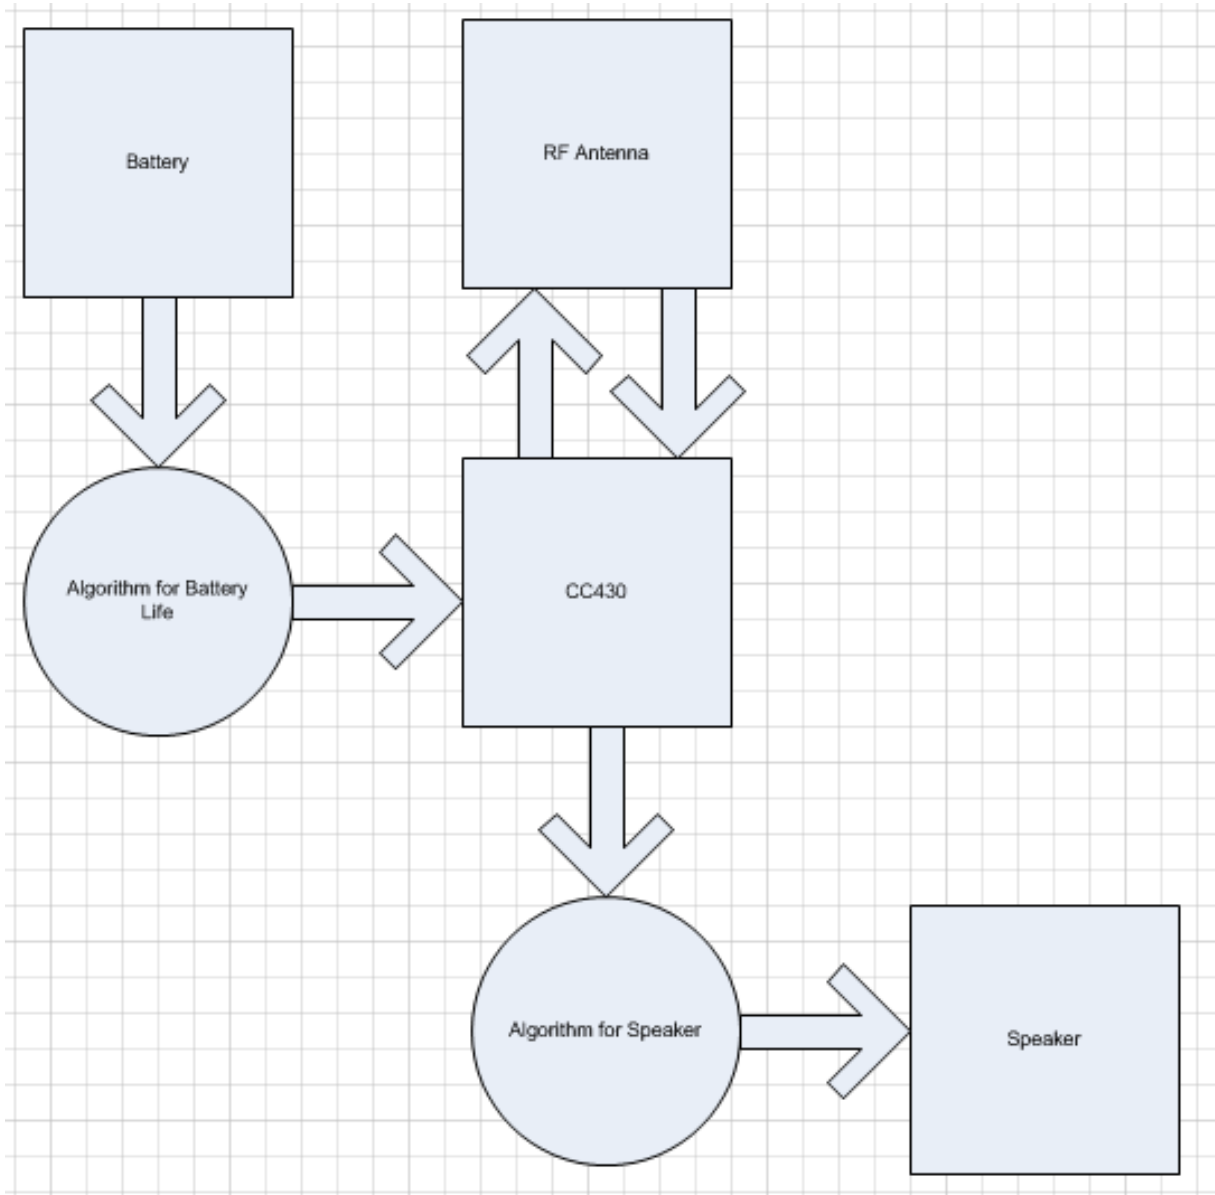 Battery
RF Antenna
Algorithm for Battery
Life
CC430
Algorithm for Speaker
Speaker